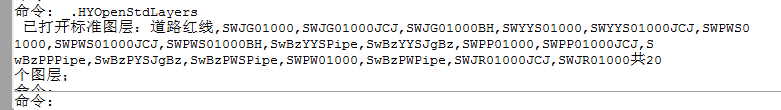 命令: _.HYOpenStdLayers
已打开标准图层: 道路红线,SWJG01000,SWJG01000JCJ,SWJG01000BH,SWYYS01000,SWYYS01000JCJ,SWPWS0
1000,SWPWS01000JCJ,SWPWS01000BH,SwBzYYSPipe,SwBzYYSJgBz,SWPP01000,SWPP01000JCJ,S
wBzPPPipe,SwBzPYSJgBz,SwBzPWSPipe,SWPW01000,SwBzPWPipe,SWJR01000JCJ,SWJR01000共20
个图层;
命令:
命令: